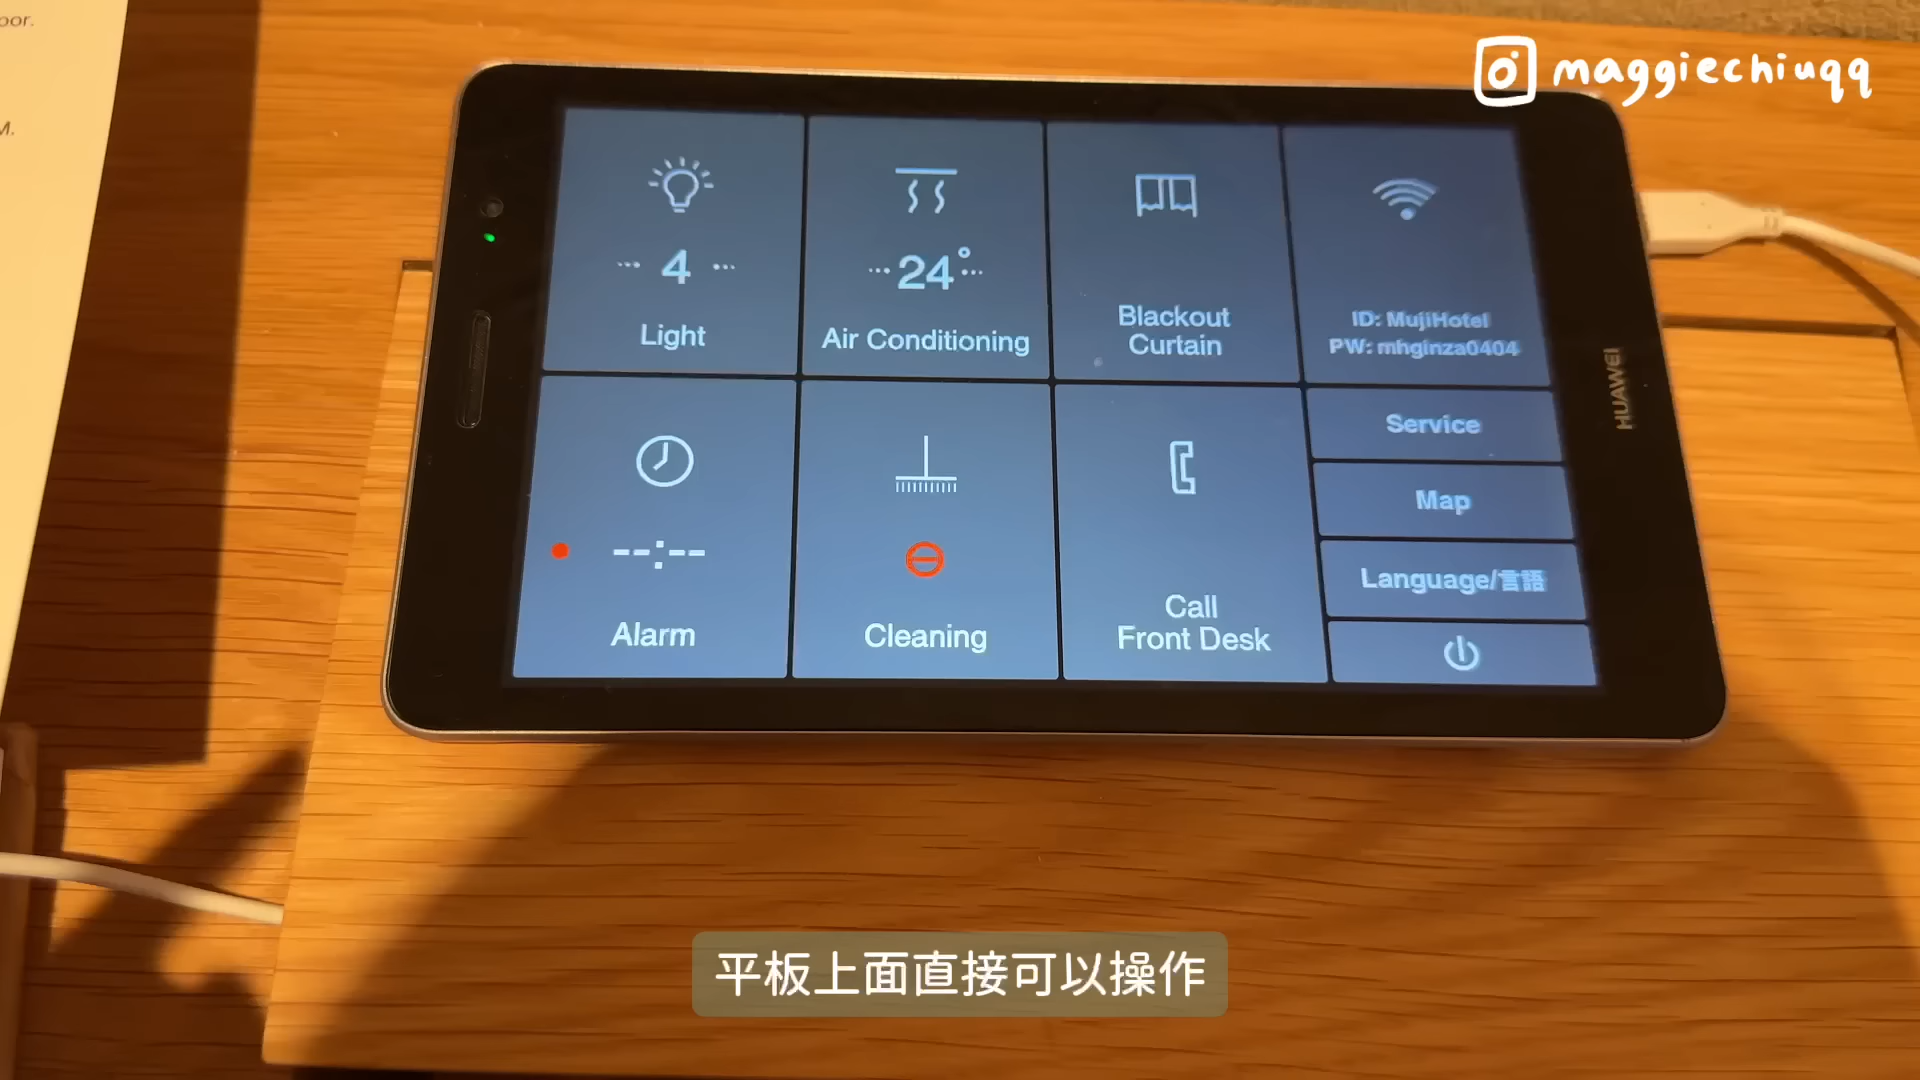 oor.
M.
maggiechiuqq
4
Light
24°
Air Conditioning
Blackout
Curtain
ID: MujiHotel
PW: mhginza0404
Service
Map
Language/言語
--:--
Alarm
Cleaning
Call
Front Desk
HUAWEI
平板上面直接可以操作